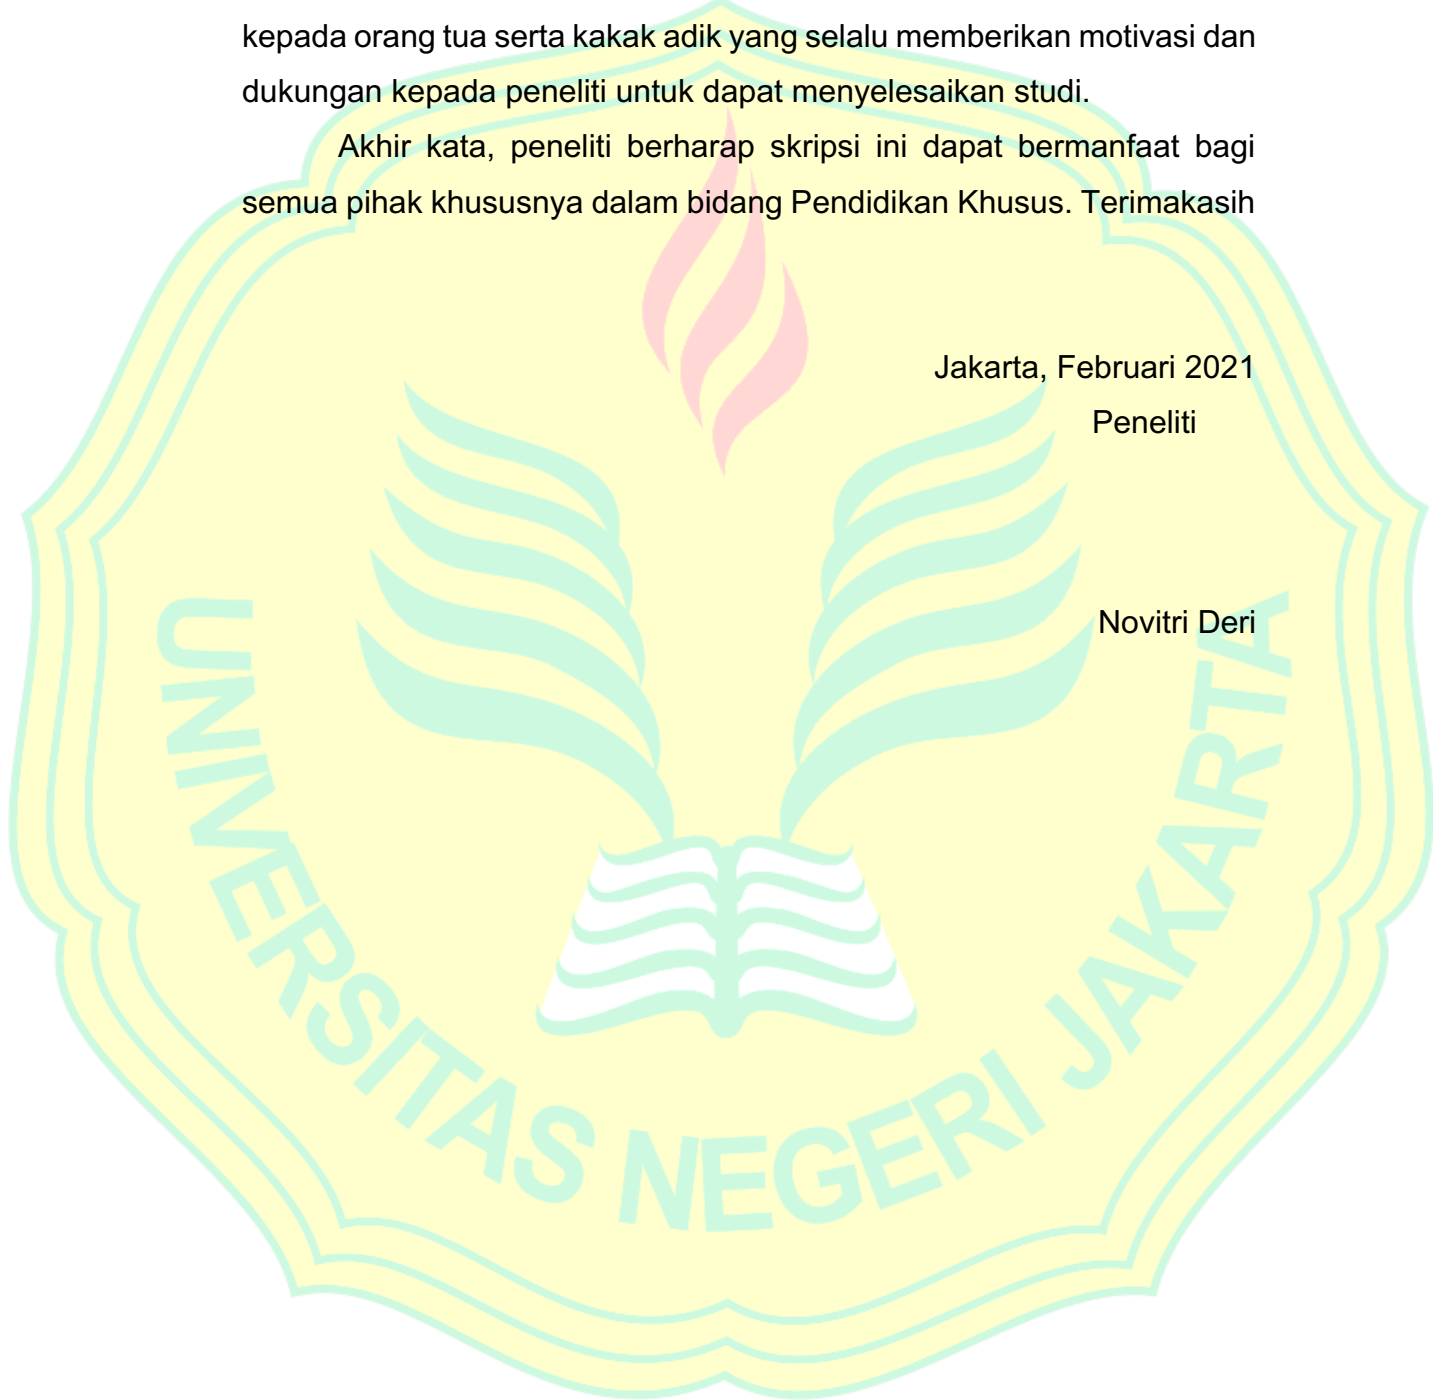 kepada orang tua serta kakak adik yang selalu memberikan motivasi dan
dukungan kepada peneliti untuk dapat menyelesaikan studi.
Akhir kata, peneliti berharap skripsi ini dapat bermanfaat bagi
semua pihak khususnya dalam bidang Pendidikan Khusus. Terimakasih
Jakarta, Februari 2021
Peneliti
Novitri Deri
UNIVERSITAS NEGERI JAKARTA